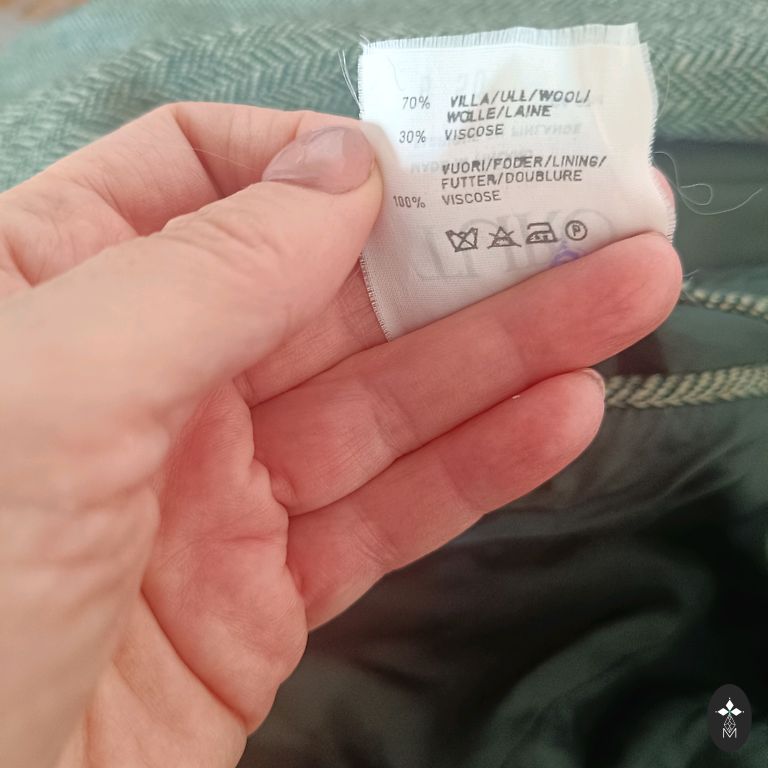 70% VILLA/ULL/WOOL/
WOLLE/LAINE
30% VISCOSE
VUORI/FODER/LINING/
FUTTER/DOUBLURE
100% VISCOSE
P
M